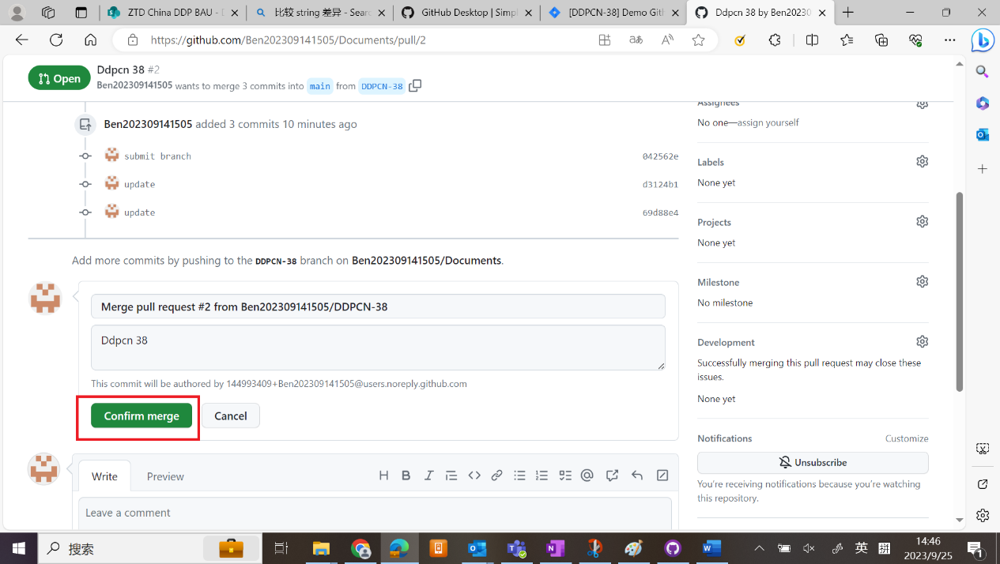 ZTD China DDP BAU - D
比较 string 差异 - Searc
GitHub Desktop | Simpl
[DDPCN-38] Demo Gith
Ddpcn 38 by Ben20230
https://github.com/Ben202309141505/Documents/pull/2
Open
Ddpcn 38 #2
Ben202309141505 wants to merge 3 commits into main from DDPCN-38
Ben202309141505 added 3 commits 10 minutes ago
submit branch 042562e
update d3124b1
update 69d88e4
Add more commits by pushing to the DDPCN-38 branch on Ben202309141505/Documents.
Merge pull request #2 from Ben202309141505/DDPCN-38
Ddpcn 38
This commit will be authored by 144993409+Ben202309141505@users.noreply.github.com
Confirm merge
Cancel
Write
Preview
Leave a comment
Assignees
No one—assign yourself
Labels
None yet
Projects
None yet
Milestone
No milestone
Development
Successfully merging this pull request may close these
issues.
None yet
Notifications
Customize
Unsubscribe
You're receiving notifications because you're watching
this repository.
搜索
英
拼
14:46
2023/9/25
1